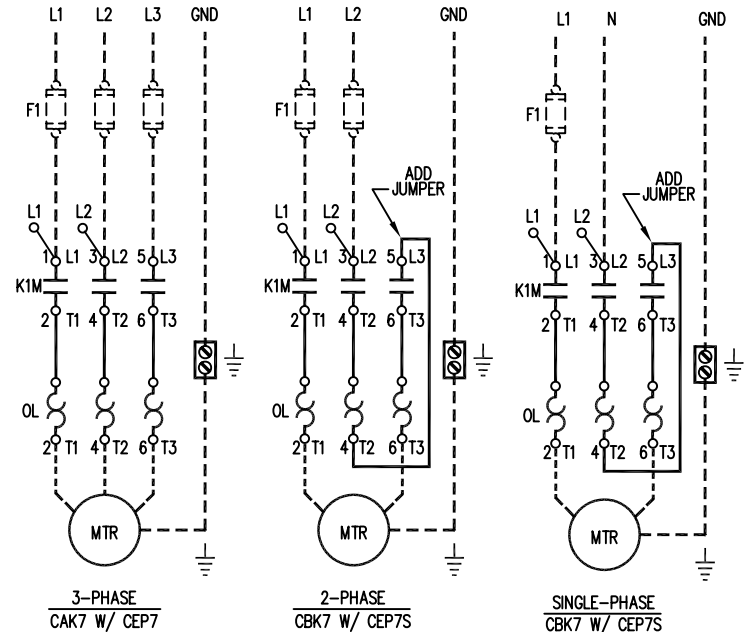 L1 L2 L3 GND
F1
L1 L2
1 L1 3 L2 5 L3
K1M
2 T1 4 T2 6 T3
OL
2 T1 4 T2 6 T3
MTR
3-PHASE
CAK7 W/ CEP7
L1 L2 GND
F1
ADD
JUMPER
L1 L2
1 L1 3 L2 5 L3
K1M
2 T1 4 T2 6 T3
OL
2 T1 4 T2 6 T3
MTR
2-PHASE
CBK7 W/ CEP7S
L1 N GND
F1
ADD
JUMPER
L1 L2
1 L1 3 L2 5 L3
K1M
2 T1 4 T2 6 T3
OL
2 T1 4 T2 6 T3
MTR
SINGLE-PHASE
CBK7 W/ CEP7S